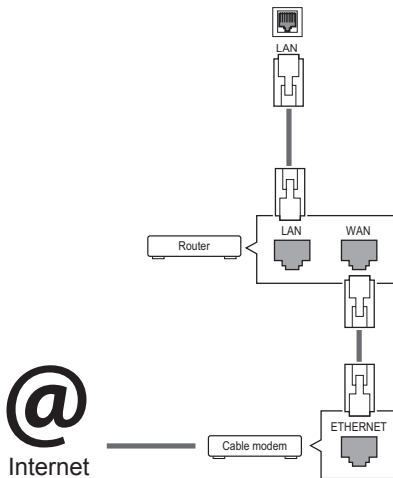 LAN
LAN
WAN
Router
ETHERNET
Cable modem
@
Internet